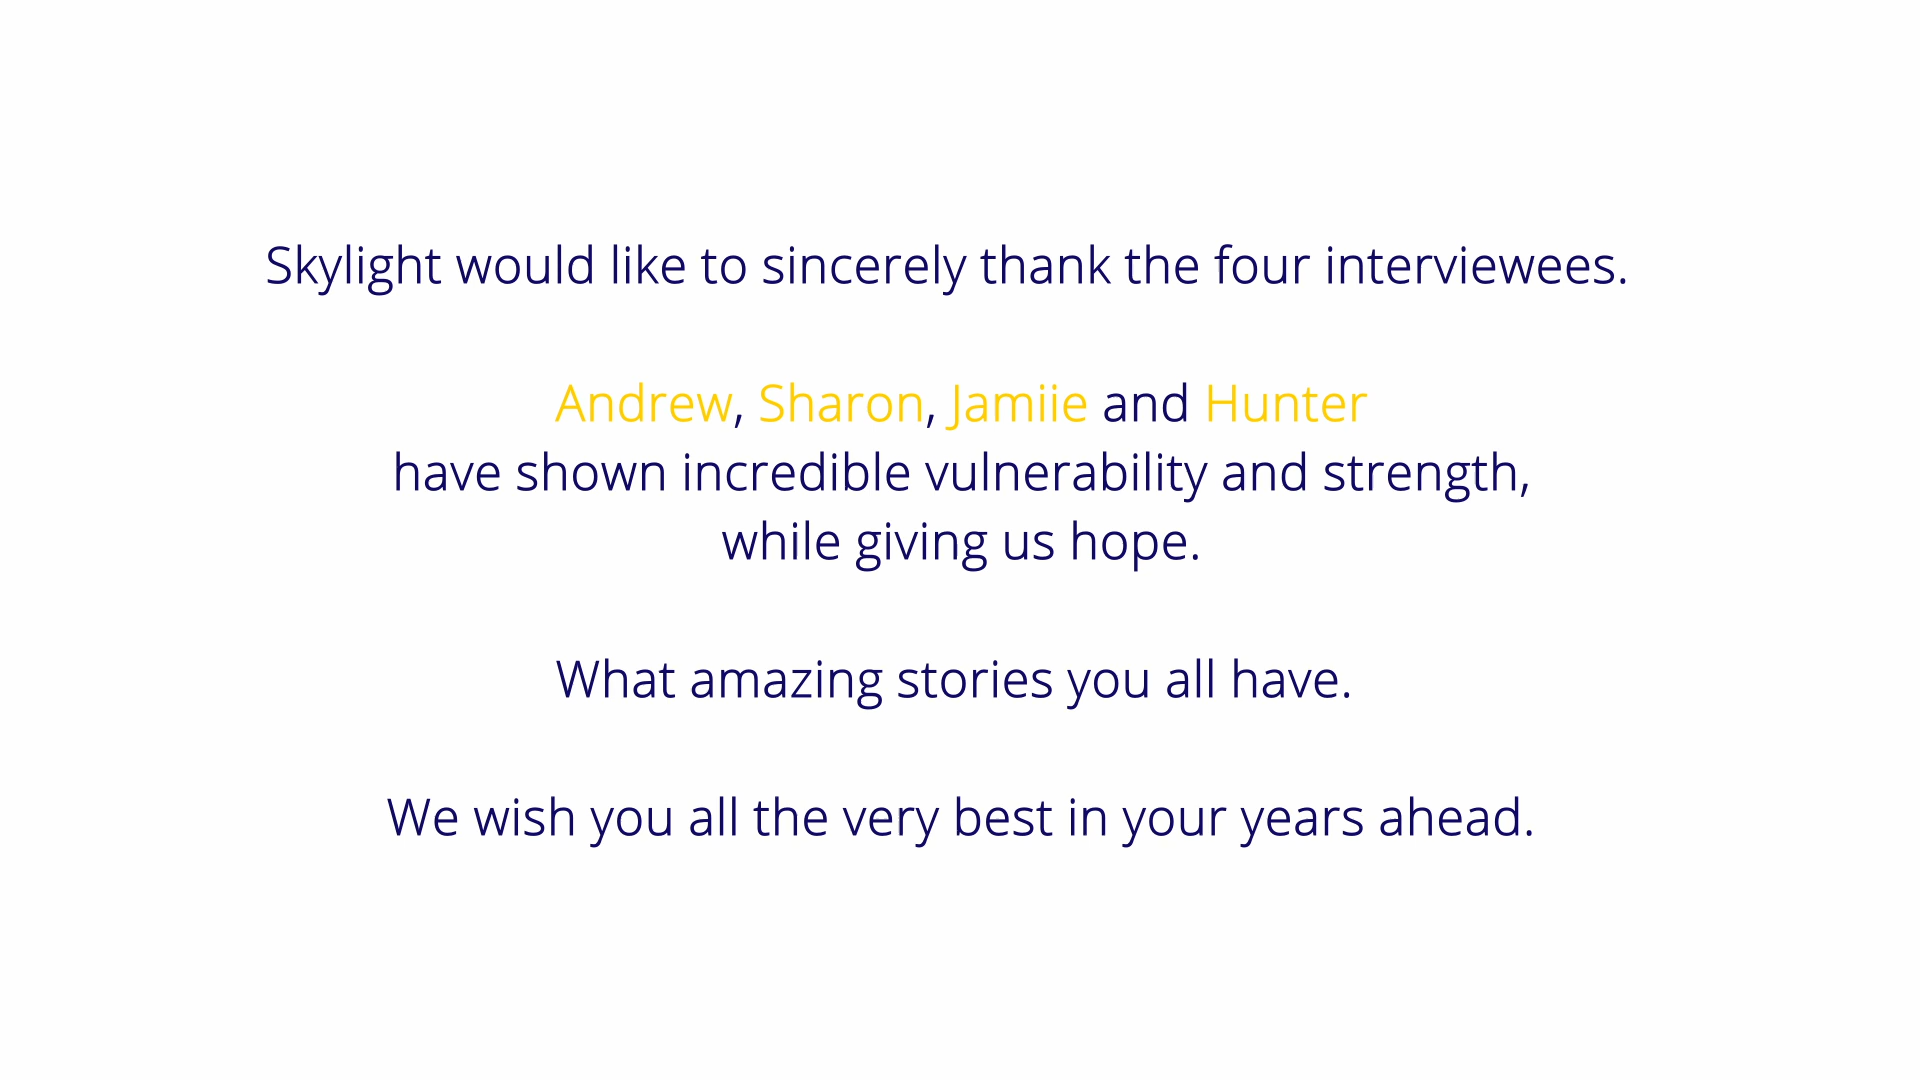 Skylight would like to sincerely thank the four interviewees.
Andrew, Sharon, Jamiie and Hunter
have shown incredible vulnerability and strength,
while giving us hope.
What amazing stories you all have.
We wish you all the very best in your years ahead.